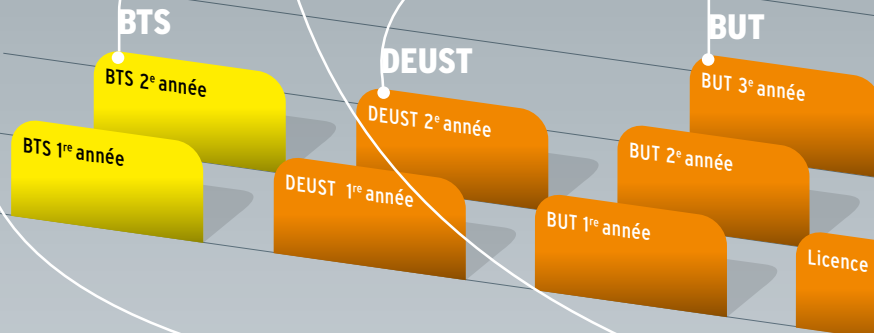 BTS
BTS 2e année
BTS 1re année
DEUST
DEUST 2e année
DEUST 1re année
BUT
BUT 3e année
BUT 2e année
BUT 1re année
Licence